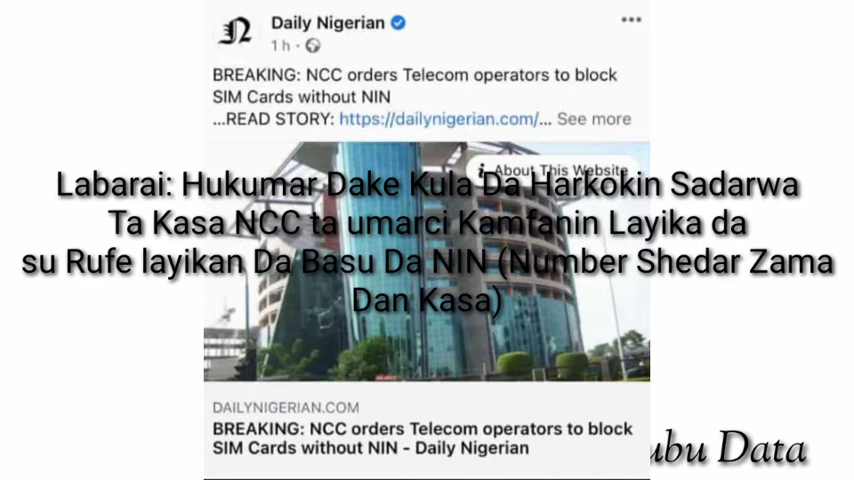 Daily Nigerian
1 h
BREAKING: NCC orders Telecom operators to block
SIM Cards without NIN
...READ STORY: https://dailynigerian.com/... See more
About This Website
Labarai: Hukumar Dake Kula Da Harkokin Sadarwa
Ta Kasa NCC ta umarci Kamfanin Layika da
su Rufe layikan Da Basu Da NIN (Number Shedar Zama
Dan Kasa)
DAILYNIGERIAN.COM
BREAKING: NCC orders Telecom operators to block
SIM Cards without NIN - Daily Nigerian
Data